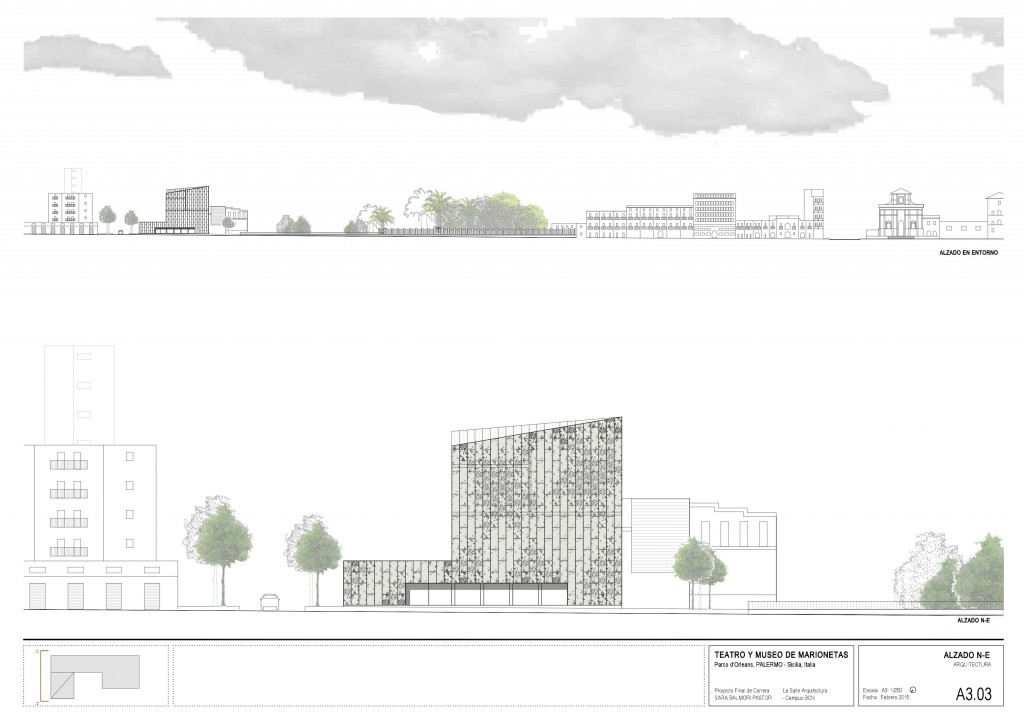 ALZADO EN ENTORNO
ALZADO N-E
TEATRO Y MUSEO DE MARIONETAS
Parco d'Orleans, PALERMO - Sicilia, Italia
Proyecto Final de Carrera
SARA BALMORI PASTOR
La Salle Arquitectura
- Campus BCN
ALZADO N-E
ARQUITECTURA
Escala A3 1/250
Fecha Febrero 2015
A3.03